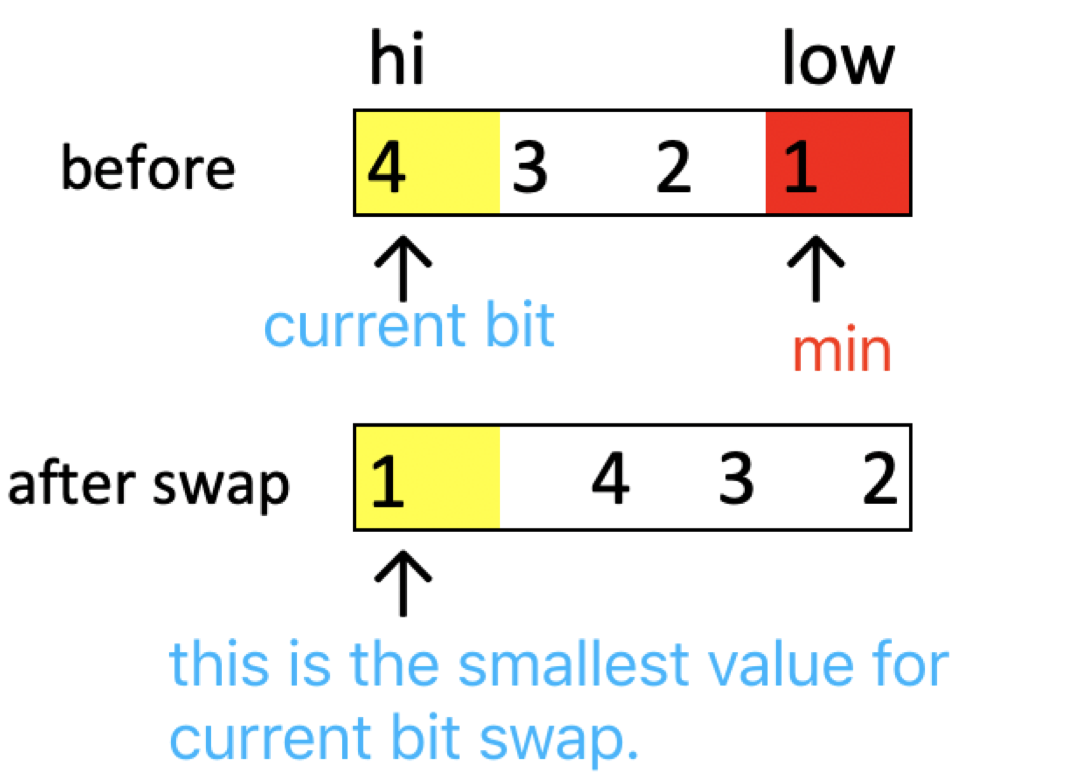 hi low
before 4 3 2 1
current bit
min
after swap 1 4 3 2
this is the smallest value for
current bit swap.